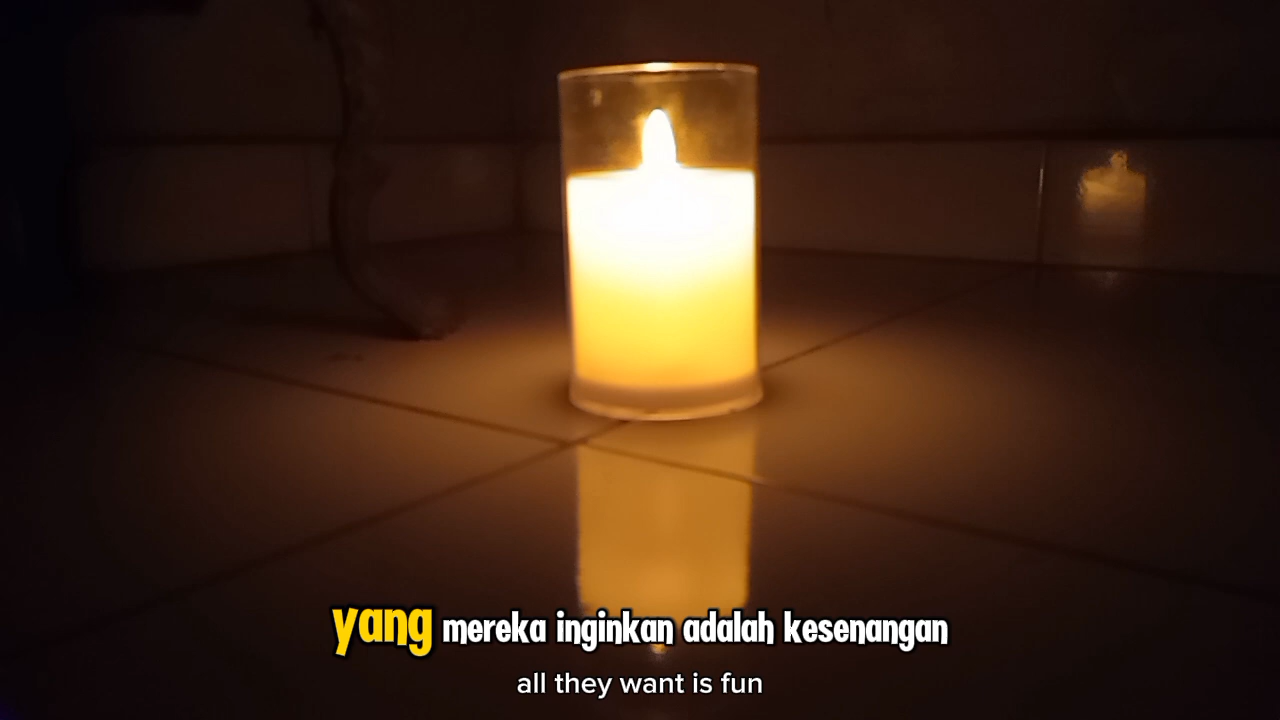 yang mereka inginkan adalah kesenangan
all they want is fun